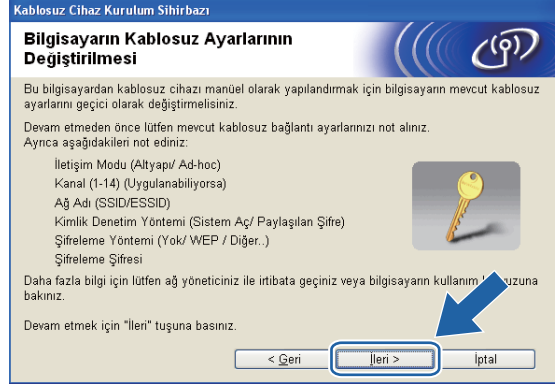 Kablosuz Cihaz Kurulum Sihirbazı
Bilgisayarın Kablosuz Ayarlarının
Değiştirilmesi
Bu bilgisayardan kablosuz cihazı manüel olarak yapılandırmak için bilgisayarın mevcut kablosuz
ayarlarını geçici olarak değiştirmelisiniz.
Devam etmeden önce lütfen mevcut kablosuz bağlantı ayarlarınızı not alınız.
Ayrıca aşağıdakileri not ediniz:
İletişim Modu (Altyapı/ Ad-hoc)
Kanal (1-14) (Uygulanabiliyorsa)
Ağ Adı (SSID/ESSID)
Kimlik Denetim Yöntemi (Sistem Aç/ Paylaşılan Şifre)
Şifreleme Yöntemi (Yok/ WEP / Diğer..)
Şifreleme Şifresi
Daha fazla bilgi için lütfen ağ yöneticiniz ile irtibata geçiniz veya bilgisayarın kullanım
bakınız.
Devam etmek için "İleri" tuşuna basınız.
< Geri İleri > İptal